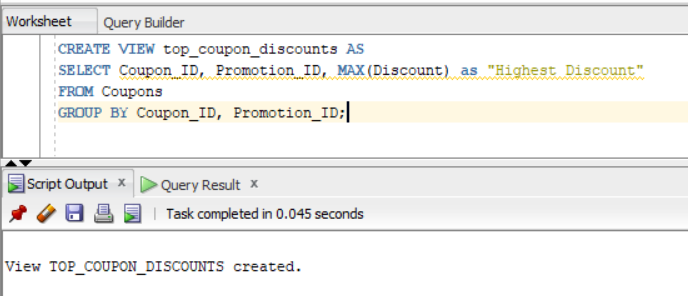 Worksheet Query Builder
CREATE VIEW top_coupon_discounts AS
SELECT Coupon_ID, Promotion_ID, MAX(Discount) as "Highest Discount"
FROM Coupons
GROUP BY Coupon_ID, Promotion_ID;
Script Output x Query Result x
Task completed in 0.045 seconds
View TOP_COUPON_DISCOUNTS created.